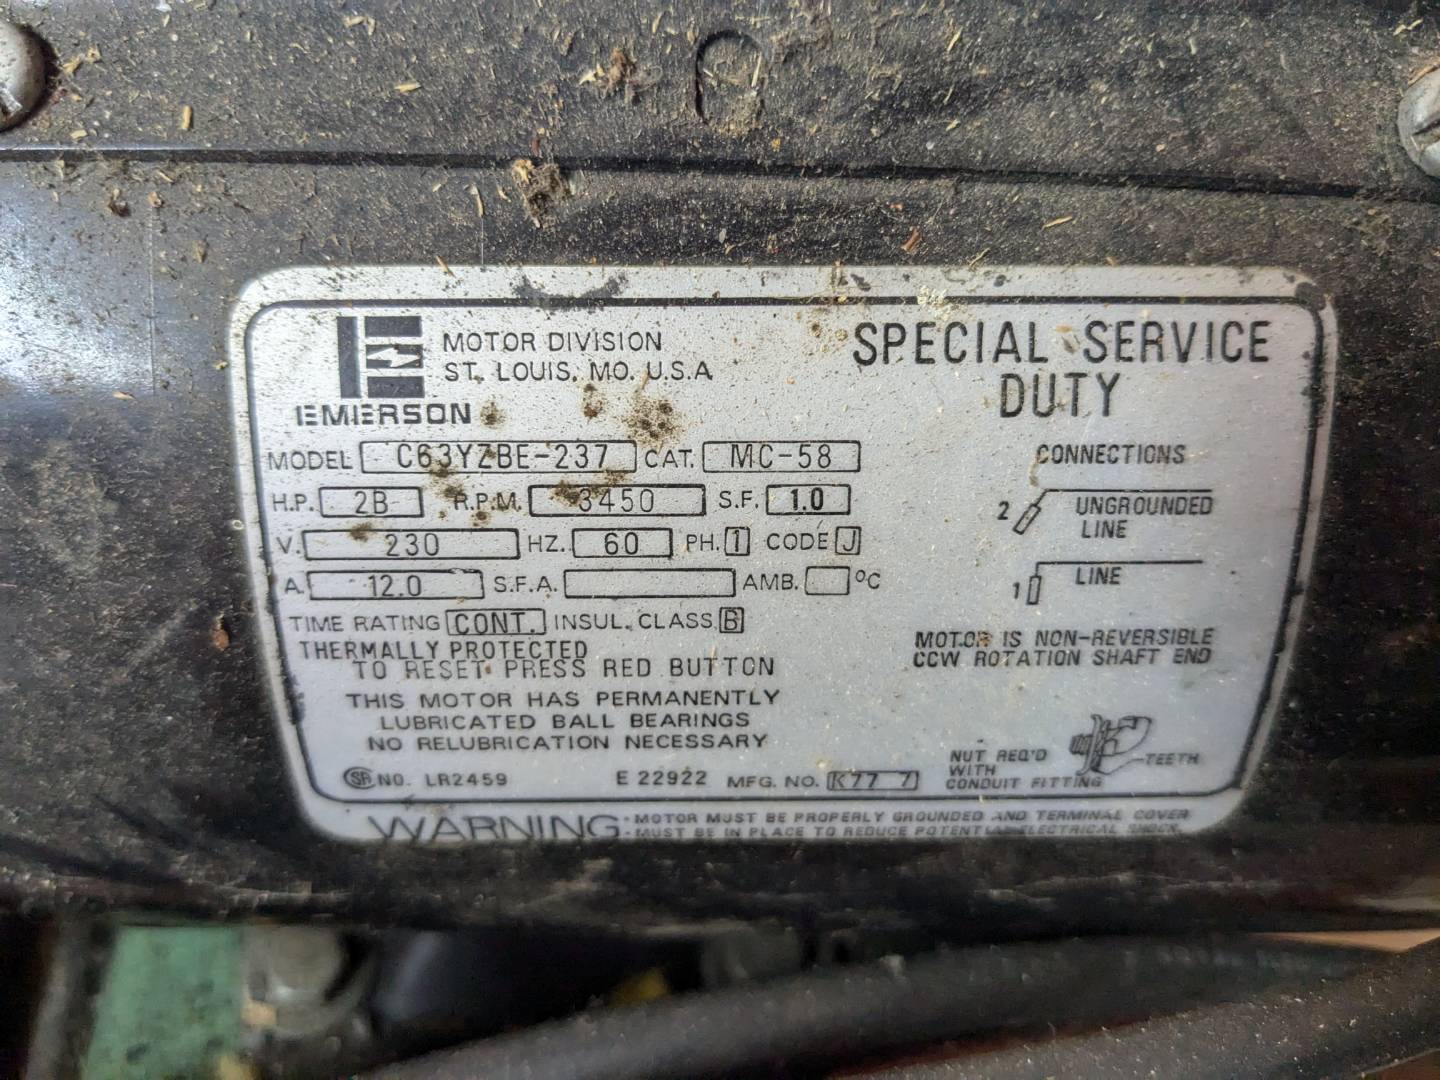 MOTOR DIVISION
ST. LOUIS, MO. U.S.A.
EMERSON
SPECIAL SERVICE
DUTY
MODEL C63YZBE-237 CAT. MC-58
H.P. 2B R.P.M. 3450 S.F. 1.0
V. 230 HZ. 60 PH. 1 CODE J
A. 12.0 S.F.A. AMB. °C
TIME RATING CONT. INSUL. CLASS B
THERMALLY PROTECTED
TO RESET PRESS RED BUTTON
THIS MOTOR HAS PERMANENTLY
LUBRICATED BALL BEARINGS
NO RELUBRICATION NECESSARY
SA NO. LR2459 E 22922 MFG. NO. K77 7
CONNECTIONS
2 UNGROUNDED
LINE
1 LINE
MOTOR IS NON-REVERSIBLE
CCW ROTATION SHAFT END
NUT REQ'D
WITH
CONDUIT FITTING
TEETH
WARNING • MOTOR MUST BE PROPERLY GROUNDED AND TERMINAL COVER
• MUST BE IN PLACE TO REDUCE POTENTIAL ELECTRICAL SHOCK